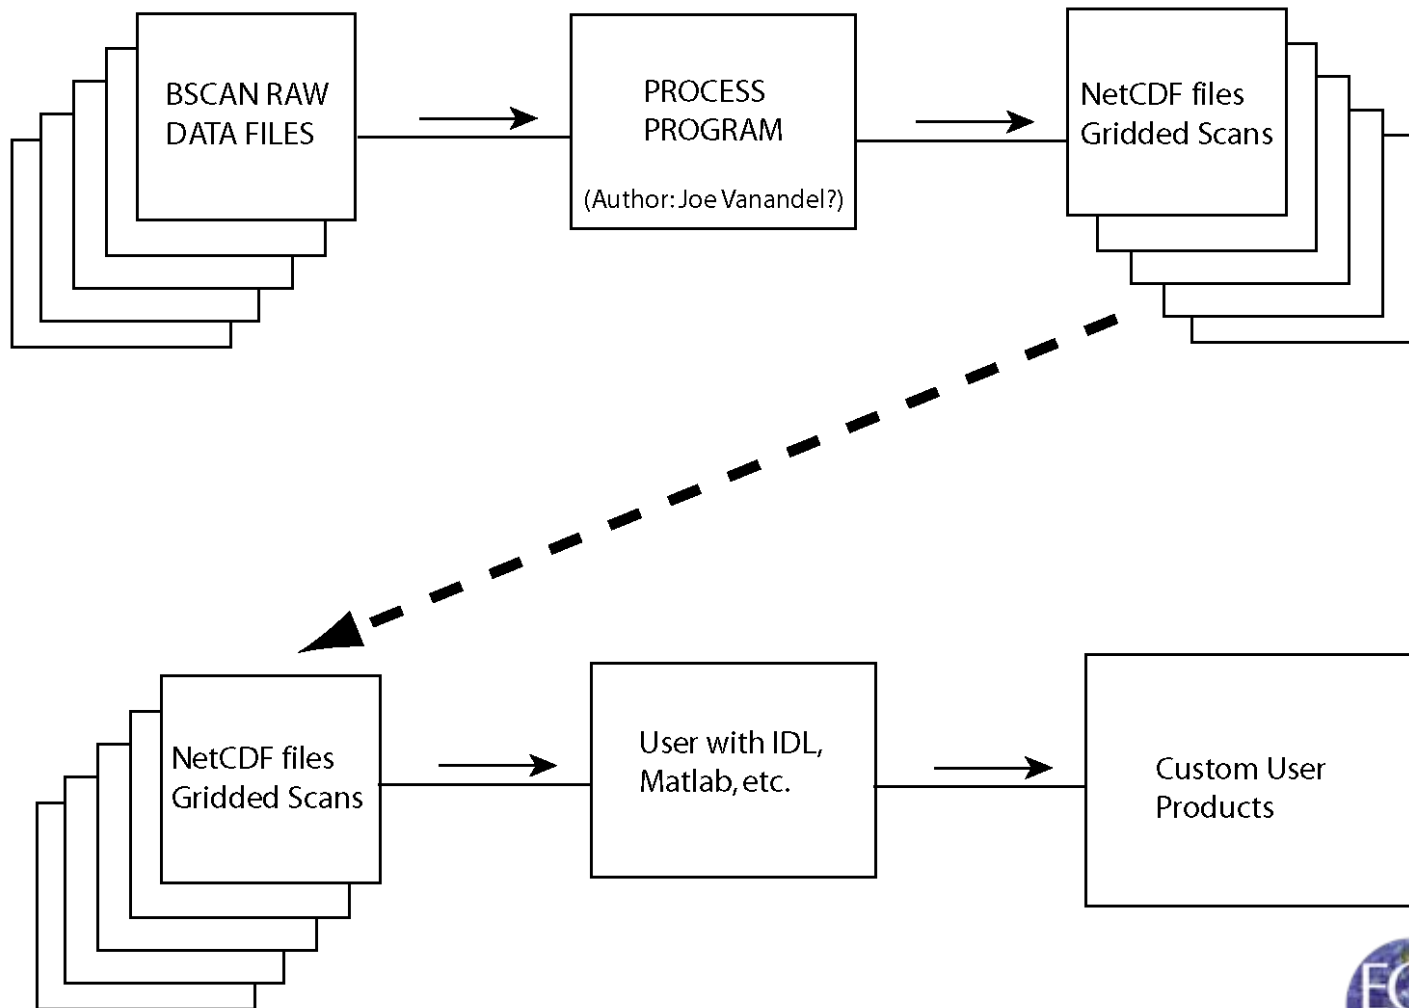 BSCAN RAW
DATA FILES
PROCESS
PROGRAM
(Author: Joe Vanandel?)
NetCDF files
Gridded Scans
NetCDF files
Gridded Scans
User with IDL,
Matlab, etc.
Custom User
Products